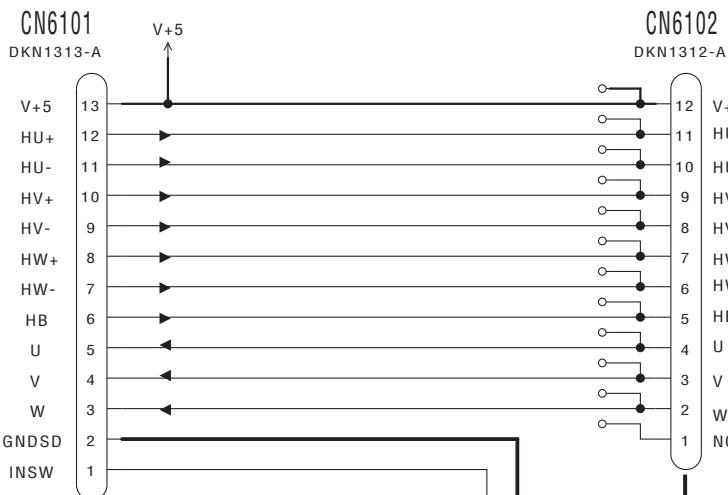 CN6101
DKN1313-A
V+5
CN6102
DKN1312-A
V+5 13 12
HU+ 12 11
HU- 11 10
HV+ 10 9
HV- 9 8
HW+ 8 7
HW- 7 6
HB 6 5
U 5 4 U
V 4 3 V
W 3 2 W
GNDSD 2 1
INSW 1